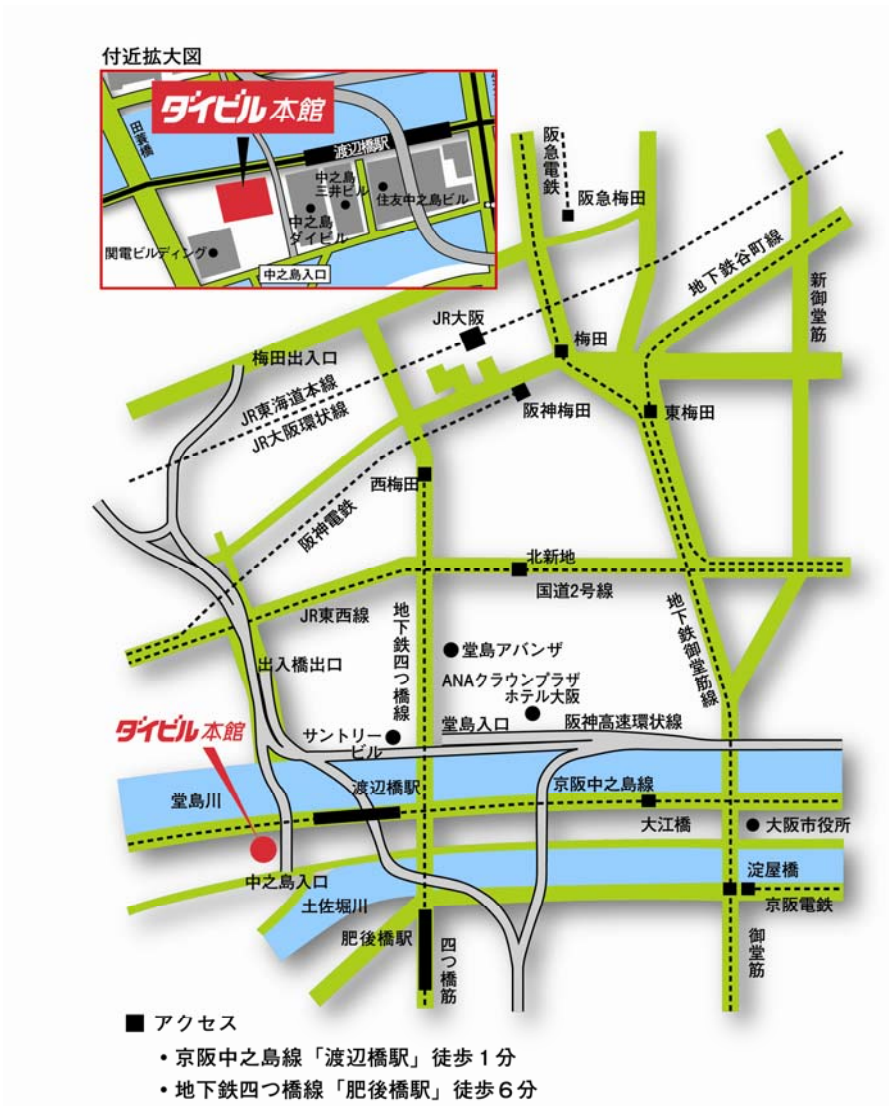 付近拡大図
ダイビル本館
田蓑橋
渡辺橋駅
中之島
三井ビル
住友中之島ビル
中之島
ダイビル
関電ビルディング
中之島入口
阪急電鉄
阪急梅田
地下鉄谷町線
新御堂筋
JR大阪
梅田
梅田出入口
JR東海道本線
JR大阪環状線
阪神梅田
東梅田
西梅田
阪神電鉄
北新地
国道2号線
JR東西線
地下鉄四つ橋線
地下鉄御堂筋線
堂島アバンザ
出入橋出口
ANAクラウンプラザ
ホテル大阪
ダイビル本館
サントリー
ビル
堂島入口
阪神高速環状線
堂島川
渡辺橋駅
京阪中之島線
大江橋
大阪市役所
中之島入口
淀屋橋
土佐堀川
京阪電鉄
肥後橋駅
四つ橋筋
御堂筋
■ アクセス
・京阪中之島線「渡辺橋駅」徒歩1分
・地下鉄四つ橋線「肥後橋駅」徒歩6分